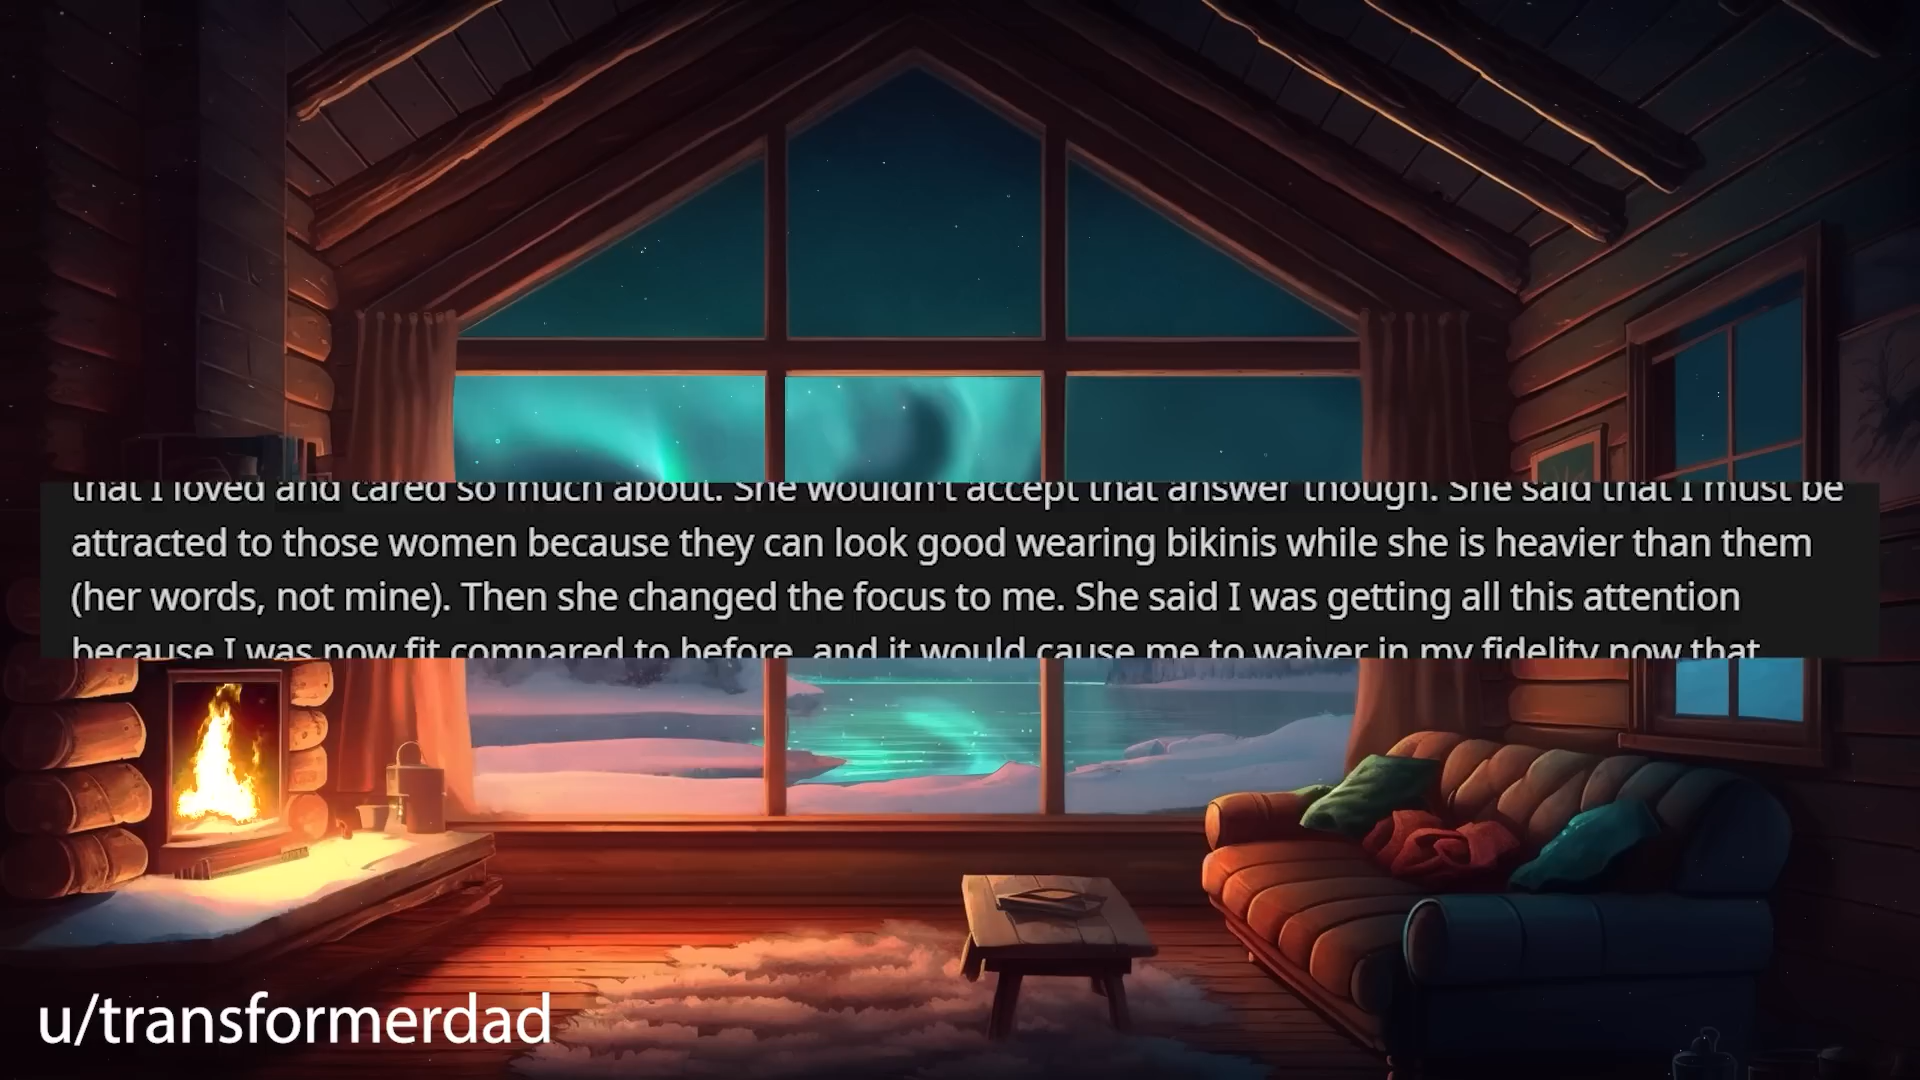 that I loved and cared so much about. She wouldn't accept that answer though. She said that I must be
attracted to those women because they can look good wearing bikinis while she is heavier than them
(her words, not mine). Then she changed the focus to me. She said I was getting all this attention
because I was now fit compared to before, and it would cause me to waiver in my fidelity now that
u/transformerdad